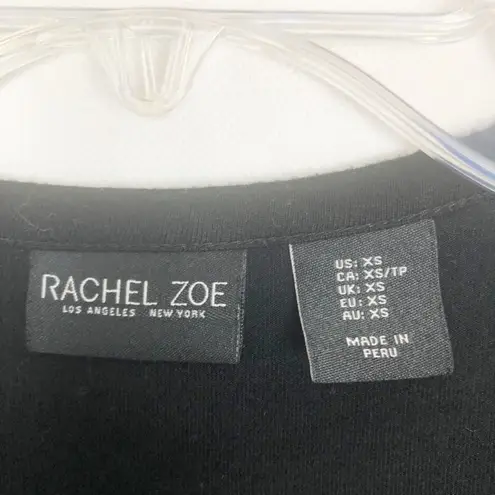 RACHEL ZOE
LOS ANGELES NEW YORK
US: XS
CA: XS/TP
UK: XS
EU: XS
AU: XS
MADE IN
PERU